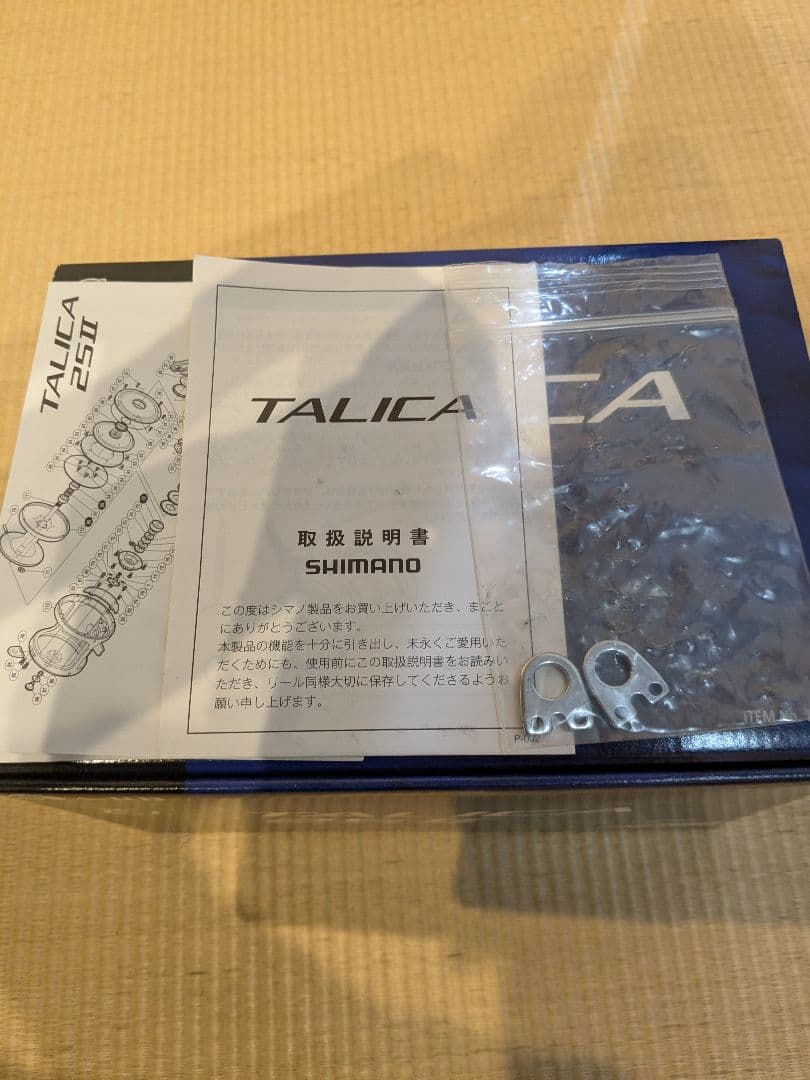 TALICA
25II
TALICA
CA
取扱説明書
SHIMANO
この度はシマノ製品をお買い上げいただき、まことに
にありがとうございます。
本製品の機能を十分に引き出し、末永くご愛用いた
だくためにも、使用前にこの取扱説明書をお読みい
ただき、リール同様大切に保存してくださるようお
願い申し上げます。
P-002
ITEM